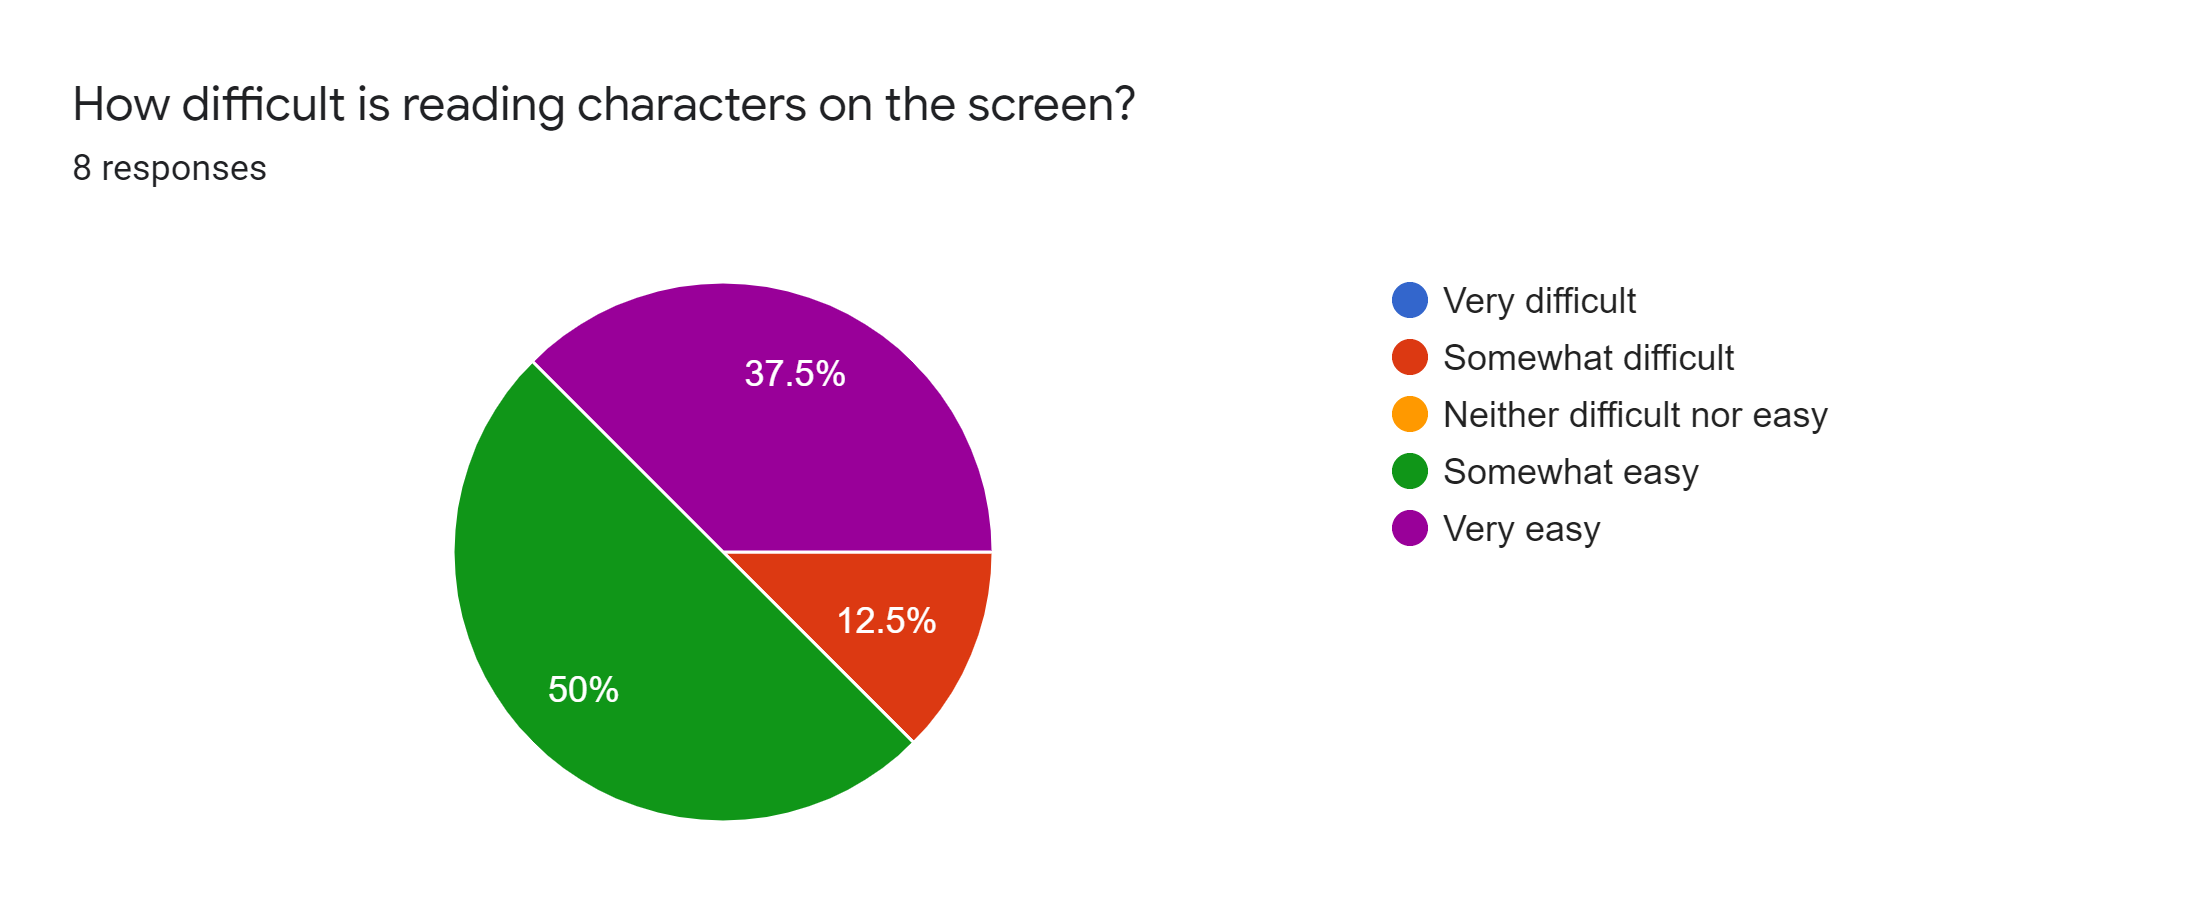 How difficult is reading characters on the screen?
8 responses
37.5%
12.5%
50%
Very difficult
Somewhat difficult
Neither difficult nor easy
Somewhat easy
Very easy